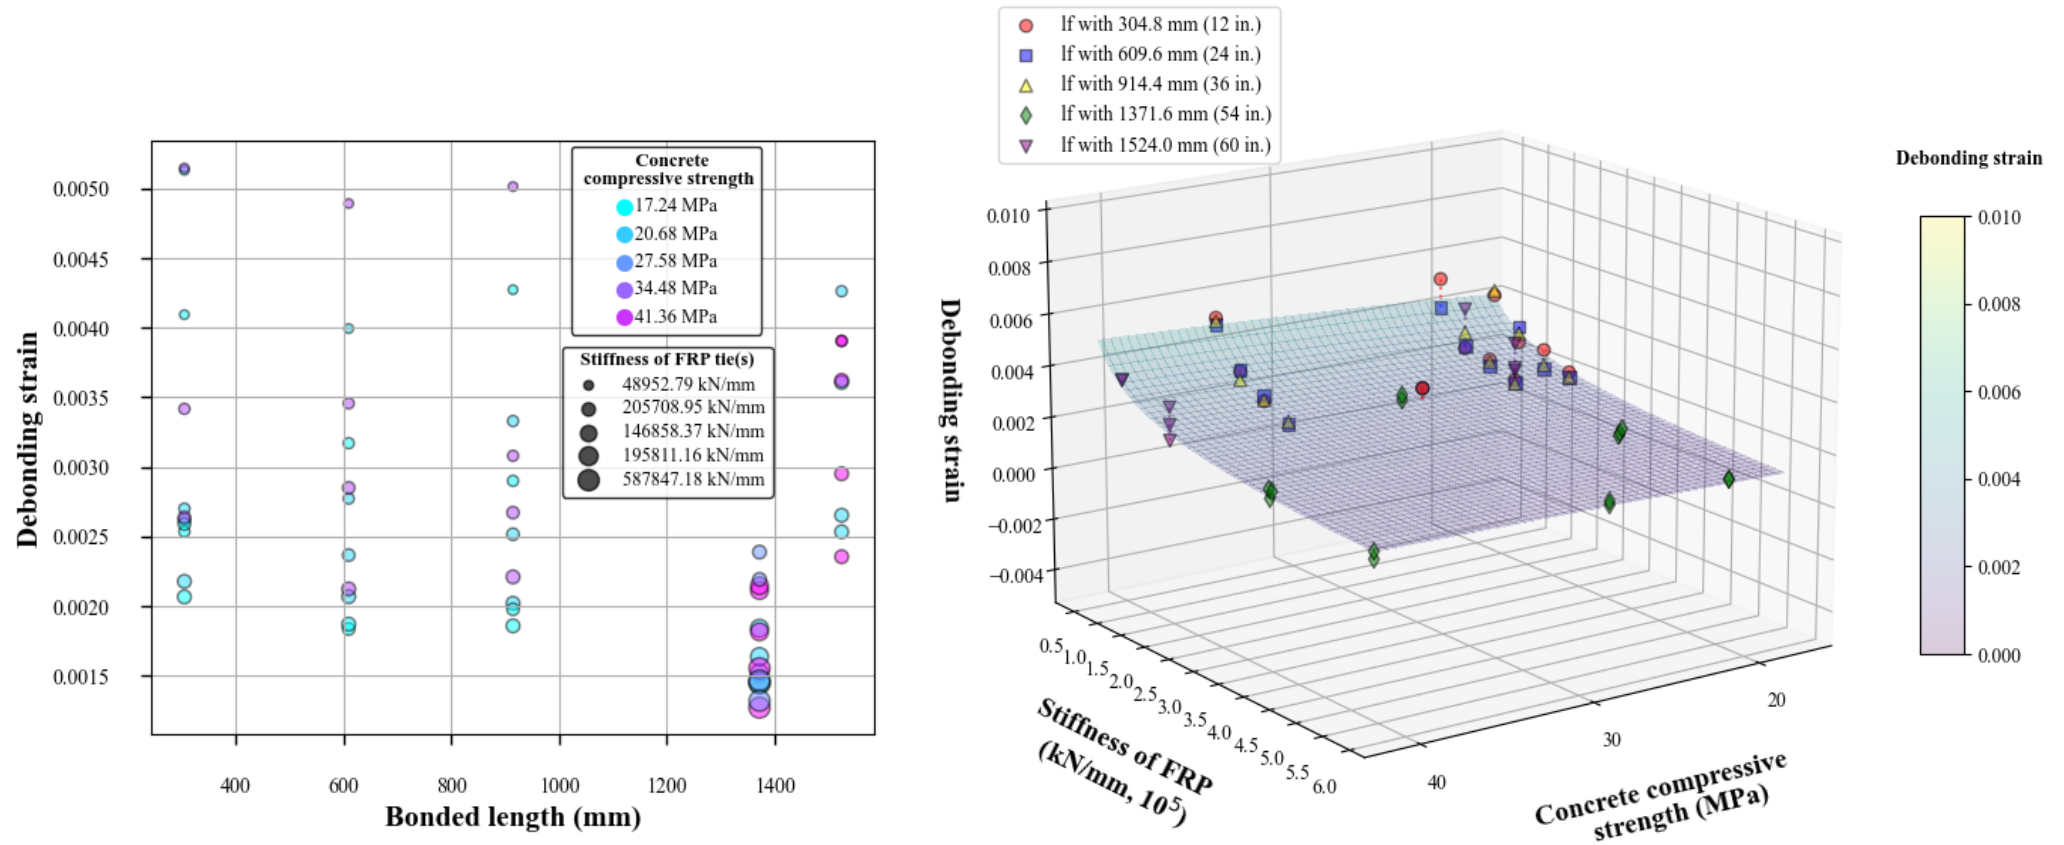 Concrete
compressive strength
17.24 MPa
20.68 MPa
27.58 MPa
34.48 MPa
41.36 MPa
Stiffness of FRP tie(s)
48952.79 kN/mm
205708.95 kN/mm
146858.37 kN/mm
195811.16 kN/mm
587847.18 kN/mm
0.0050
0.0045
0.0040
0.0035
0.0030
0.0025
0.0020
0.0015
Debonding strain
400
600
800
1000
1200
1400
Bonded length (mm)
lf with 304.8 mm (12 in.)
lf with 609.6 mm (24 in.)
lf with 914.4 mm (36 in.)
lf with 1371.6 mm (54 in.)
lf with 1524.0 mm (60 in.)
0.010
0.008
0.006
0.004
0.002
0.000
−0.002
−0.004
Debonding strain
0.5
1.0
1.5
2.0
2.5
3.0
3.5
4.0
4.5
5.0
5.5
6.0
Stiffness of FRP
(kN/mm, 10⁵)
40
30
20
Concrete compressive
strength (MPa)
Debonding strain
0.010
0.008
0.006
0.004
0.002
0.000